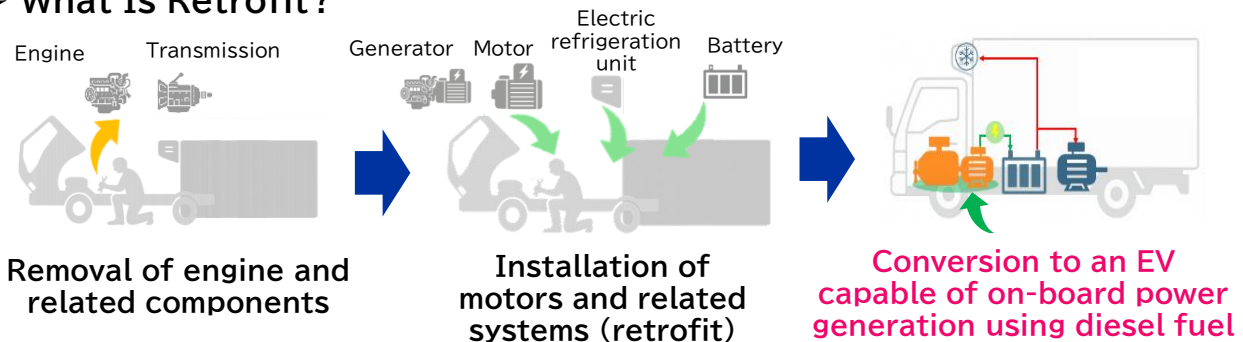 What Is Retrofit?
Engine
Transmission
Removal of engine and
related components
Generator
Motor
Electric
refrigeration
unit
Battery
Installation of
motors and related
systems (retrofit)
Conversion to an EV
capable of on-board power
generation using diesel fuel